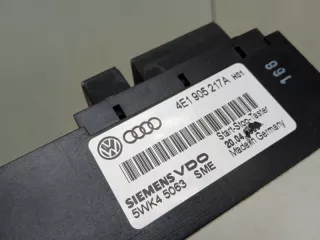 4E1 905 217A H01
Start-Stop-Taster
20.04
Made in Germany
SIEMENS VDO
5WK4 5063 SME
168